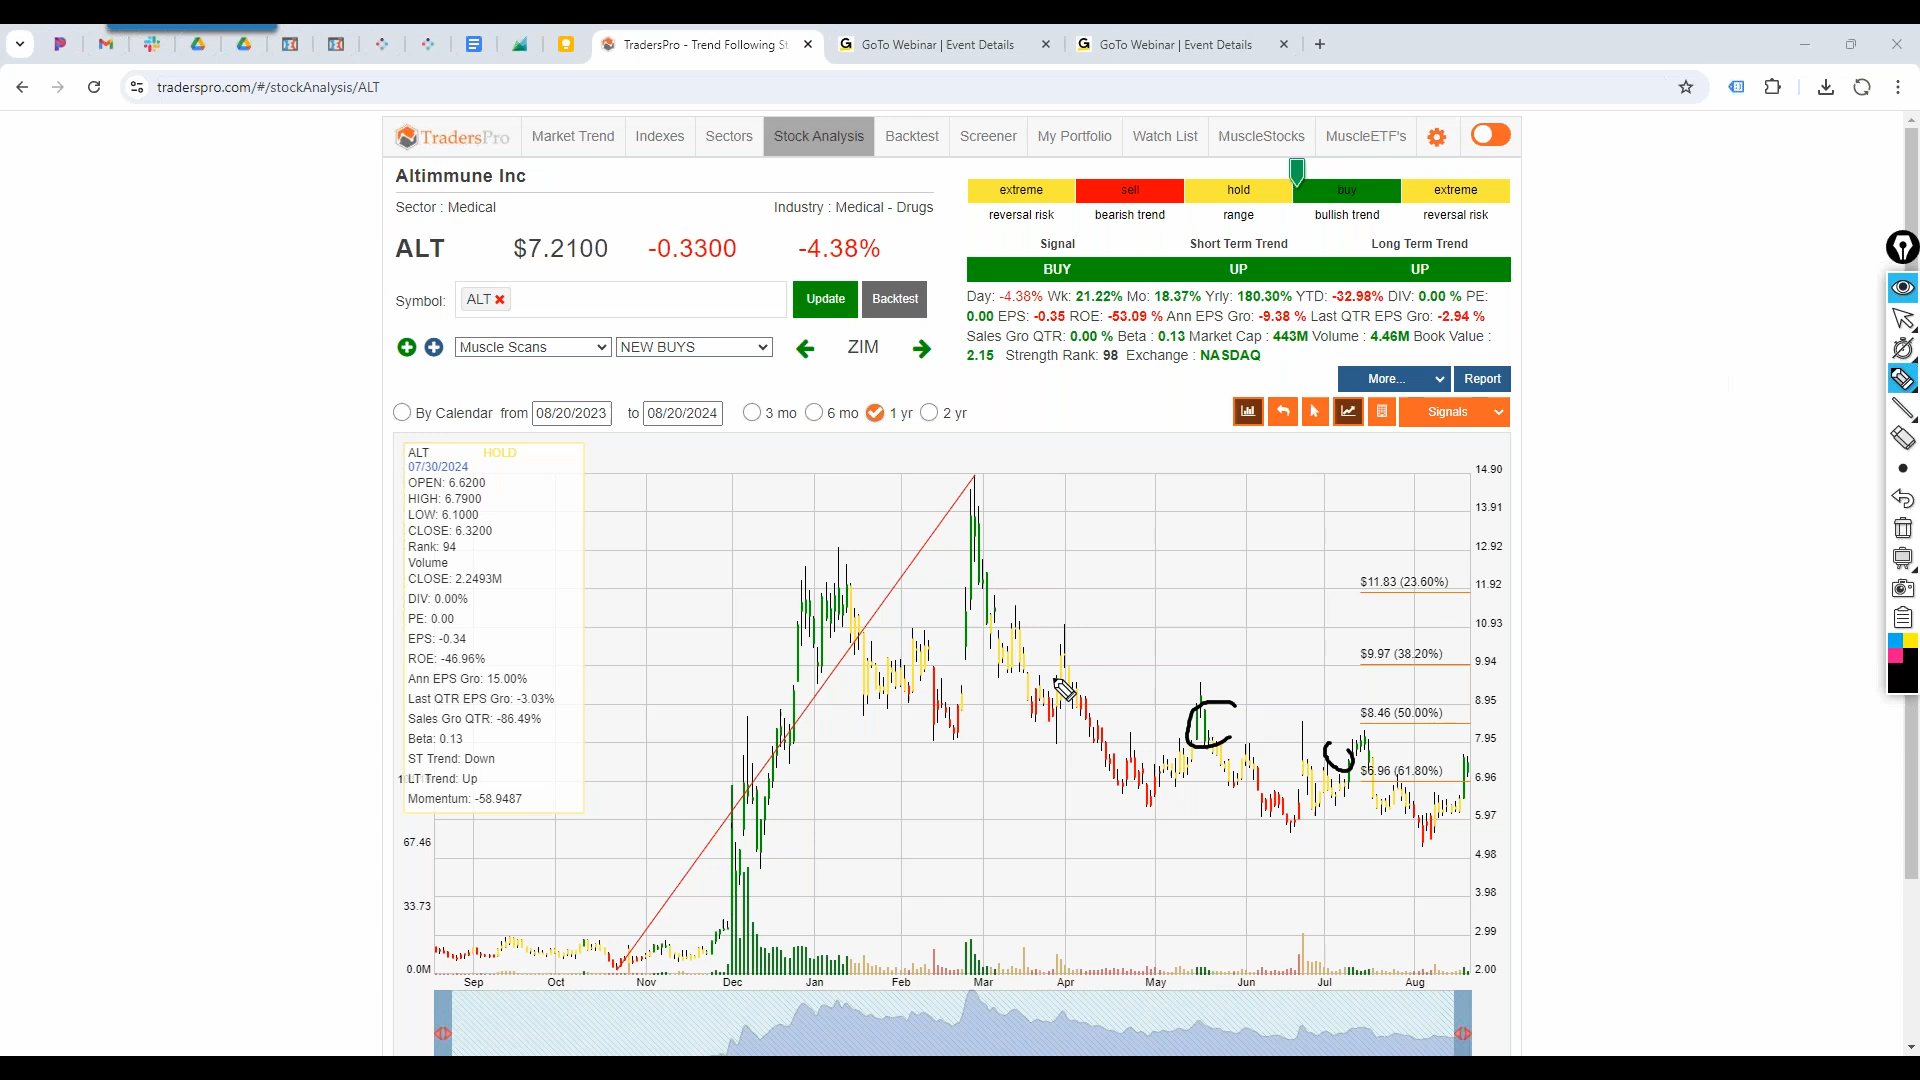 TradersPro - Trend Following St
GoTo Webinar | Event Details
GoTo Webinar | Event Details
traderspro.com/#/stockAnalysis/ALT
TradersPro
Market Trend
Indexes
Sectors
Stock Analysis
Backtest
Screener
My Portfolio
Watch List
MuscleStocks
MuscleETF's
Altimmune Inc
Sector : Medical
Industry : Medical - Drugs
ALT $7.2100 -0.3300 -4.38%
Symbol: ALT
Update
Backtest
Muscle Scans
NEW BUYS
ZIM
extreme sell hold buy extreme
reversal risk bearish trend range bullish trend reversal risk
Signal Short Term Trend Long Term Trend
BUY UP UP
Day: -4.38% Wk: 21.22% Mo: 18.37% Yrly: 180.30% YTD: -32.98% DIV: 0.00 % PE:
0.00 EPS: -0.35 ROE: -53.09 % Ann EPS Gro: -9.38 % Last QTR EPS Gro: -2.94 %
Sales Gro QTR: 0.00 % Beta : 0.13 Market Cap : 443M Volume : 4.46M Book Value :
2.15 Strength Rank: 98 Exchange : NASDAQ
More...
Report
By Calendar from 08/20/2023 to 08/20/2024 3 mo 6 mo 1 yr 2 yr
Signals
ALT HOLD
07/30/2024
OPEN: 6.6200
HIGH: 6.7900
LOW: 6.1000
CLOSE: 6.3200
Rank: 94
Volume
CLOSE: 2.2493M
DIV: 0.00%
PE: 0.00
EPS: -0.34
ROE: -46.96%
Ann EPS Gro: 15.00%
Last QTR EPS Gro: -3.03%
Sales Gro QTR: -86.49%
Beta: 0.13
ST Trend: Down
LT Trend: Up
Momentum: -58.9487
67.46
33.73
0.0M
14.90
13.91
12.92
11.92
10.93
9.94
8.95
7.95
6.96
5.97
4.98
3.98
2.99
2.00
$11.83 (23.60%)
$9.97 (38.20%)
$8.46 (50.00%)
$6.96 (61.80%)
Sep Oct Nov Dec Jan Feb Mar Apr May Jun Jul Aug